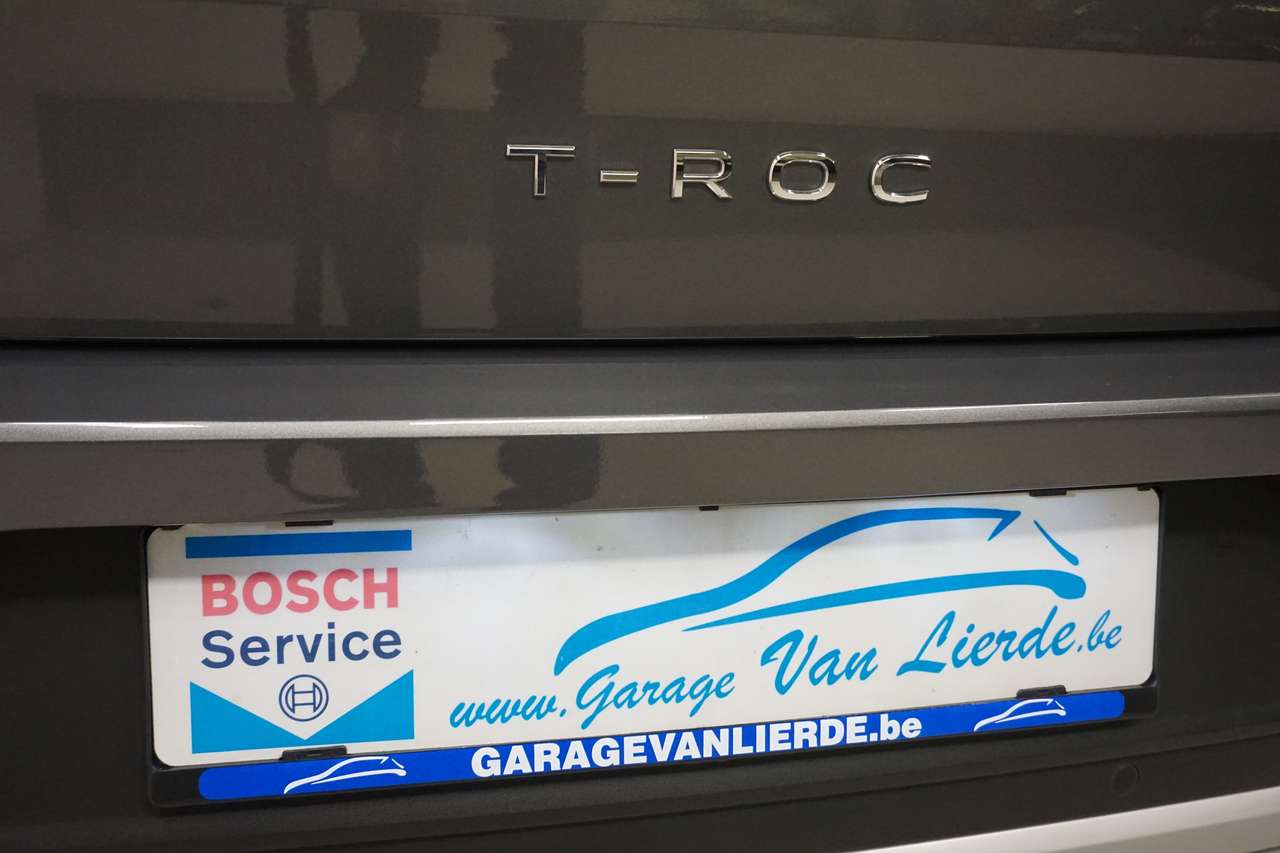 T-ROC
BOSCH
Service
www.Garage Van Lierde.be
GARAGEVANLIERDE.be